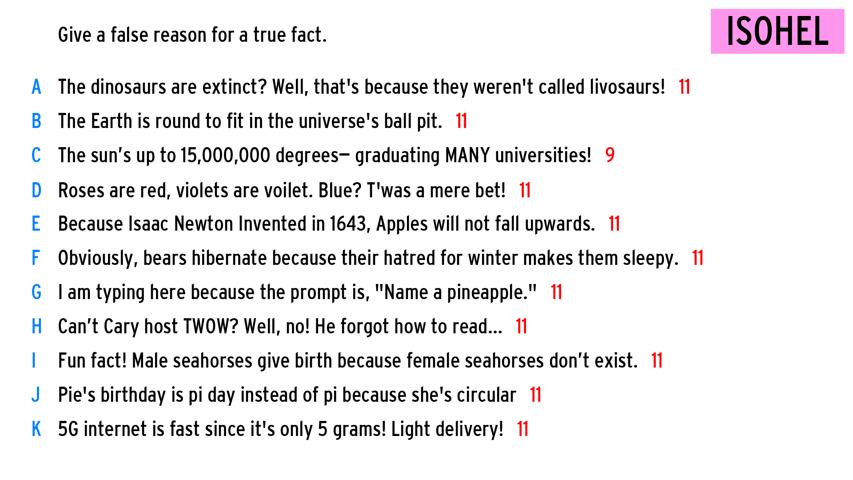 Give a false reason for a true fact.
ISOHEL
A The dinosaurs are extinct? Well, that's because they weren't called livosaurs! 11
B The Earth is round to fit in the universe's ball pit. 11
C The sun’s up to 15,000,000 degrees— graduating MANY universities! 9
D Roses are red, violets are voilet. Blue? T'was a mere bet! 11
E Because Isaac Newton Invented in 1643, Apples will not fall upwards. 11
F Obviously, bears hibernate because their hatred for winter makes them sleepy. 11
G I am typing here because the prompt is, "Name a pineapple." 11
H Can’t Cary host TWOW? Well, no! He forgot how to read... 11
I Fun fact! Male seahorses give birth because female seahorses don’t exist. 11
J Pie's birthday is pi day instead of pi because she's circular 11
K 5G internet is fast since it's only 5 grams! Light delivery! 11